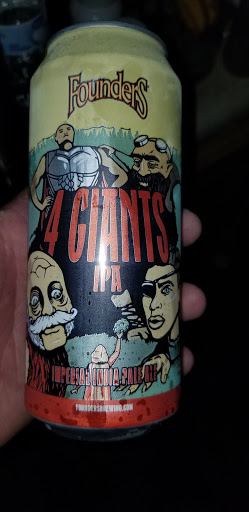 Founders
4 GIANTS
IPA
IMPERIAL INDIA PALE ALE
FOUNDERSBREWING.COM